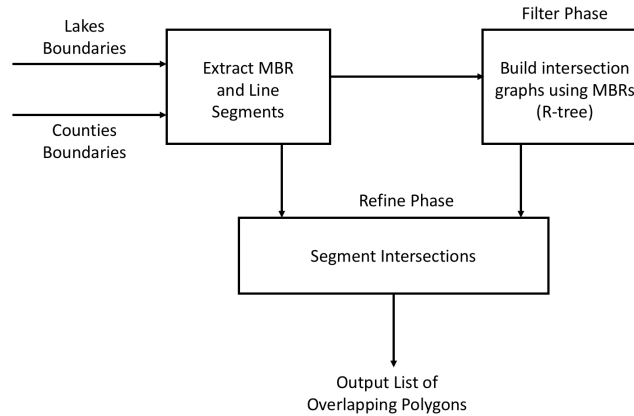 Filter Phase
Lakes
Boundaries
Extract MBR
and Line
Segments
Build intersection
graphs using MBRs
(R-tree)
Counties
Boundaries
Refine Phase
Segment Intersections
Output List of
Overlapping Polygons